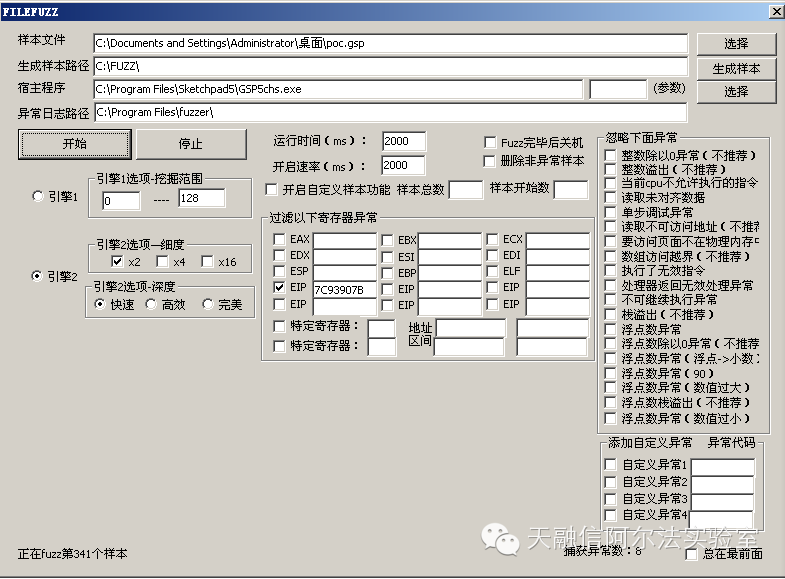 FILEFUZZ
样本文件 C:\Documents and Settings\Administrator\桌面\poc.gsp 选择
生成样本路径 C:\FUZZ\ 生成样本
宿主程序 C:\Program Files\Sketchpad5\GSP5chs.exe (参数) 选择
异常日志路径 C:\Program Files\fuzzer\
开始 停止
运行时间(ms): 2000
开启速率(ms): 2000
Fuzz完毕后关机
删除非异常样本
开启自定义样本功能 样本总数 样本开始数
引擎1
引擎1选项-挖掘范围
0 ---- 128
引擎2
引擎2选项—细度
x2 x4 x16
引擎2选项-深度
快速 高效 完美
过滤以下寄存器异常
EAX EBX ECX
EDX ESI EDI
ESP EBP ELF
EIP 7C93907B EIP EIP
EIP EIP EIP
特定寄存器: 地址
特定寄存器: 区间
忽略下面异常
整数除以0异常(不推荐)
整数溢出(不推荐)
当前cpu不允许执行的指令
读取未对齐数据
单步调试异常
读取不可访问地址(不推
要访问页面不在物理内存
数组访问越界(不推荐)
执行了无效指令
处理器返回无效处理异常
不可继续执行异常
栈溢出(不推荐)
浮点数异常
浮点数除以0异常(不推荐
浮点数异常(浮点->小数)
浮点数异常(90)
浮点数异常(数值过大)
浮点数栈溢出(不推荐)
浮点数异常(数值过小)
添加自定义异常 异常代码
自定义异常1
自定义异常2
自定义异常3
自定义异常4
天融信阿尔法实验室
正在fuzz第341个样本
捕获异常数:6 总在最前面